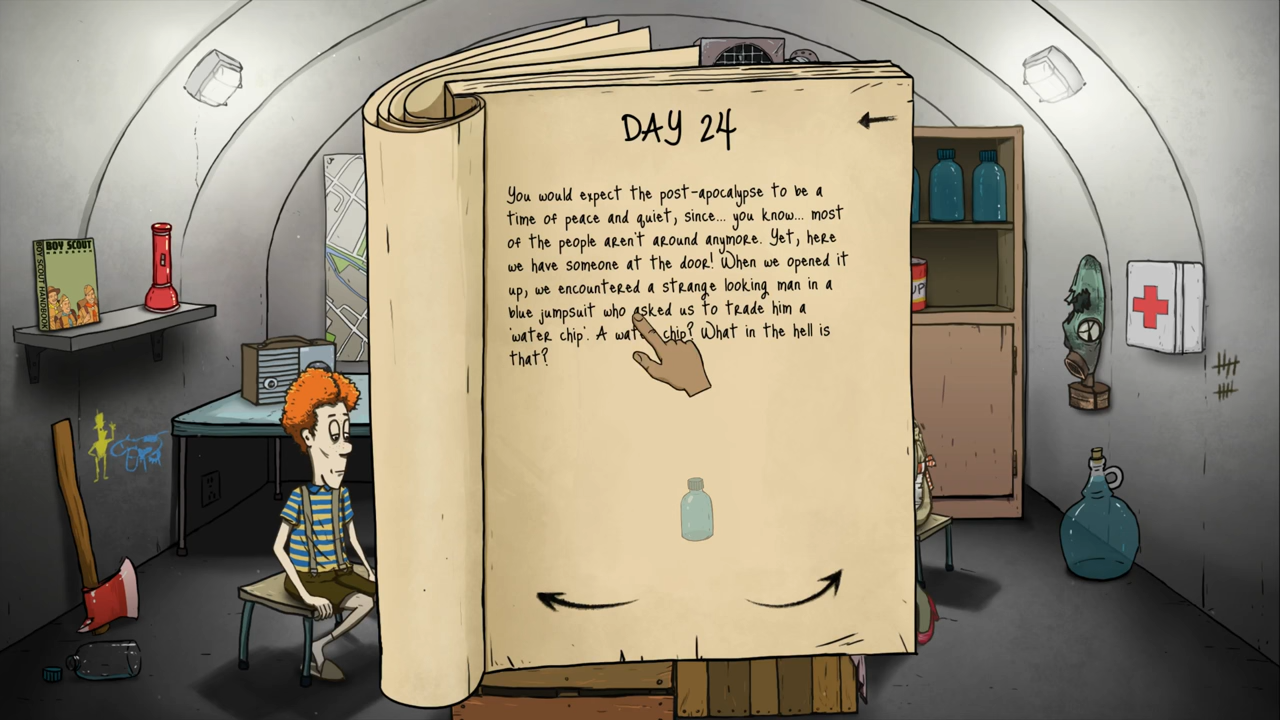 DAY 24
You would expect the post-apocalypse to be a
time of peace and quiet, since... you know... most
of the people aren't around anymore. Yet, here
we have someone at the door! When we opened it
up, we encountered a strange looking man in a
blue jumpsuit who asked us to trade him a
'water chip'. A chip? What in the hell is
that?
BOY SCOUT
BOY SCOUT HANDBOOK